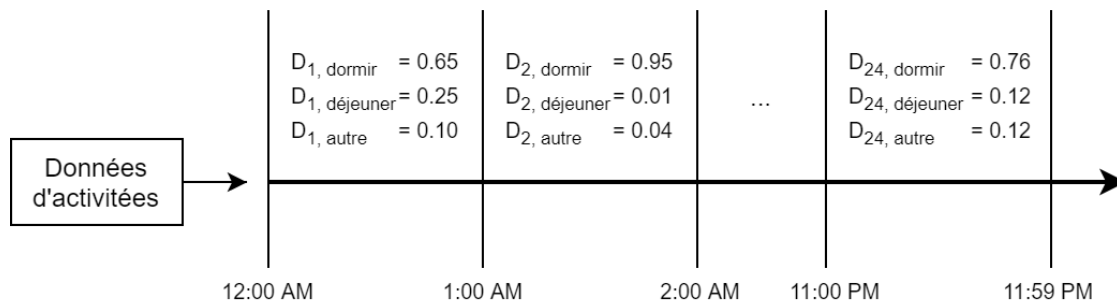 D1, dormir = 0.65
D1, déjeuner = 0.25
D1, autre = 0.10
D2, dormir = 0.95
D2, déjeuner = 0.01
D2, autre = 0.04
...
D24, dormir = 0.76
D24, déjeuner = 0.12
D24, autre = 0.12
Données
d'activitées
12:00 AM
1:00 AM
2:00 AM
11:00 PM
11:59 PM